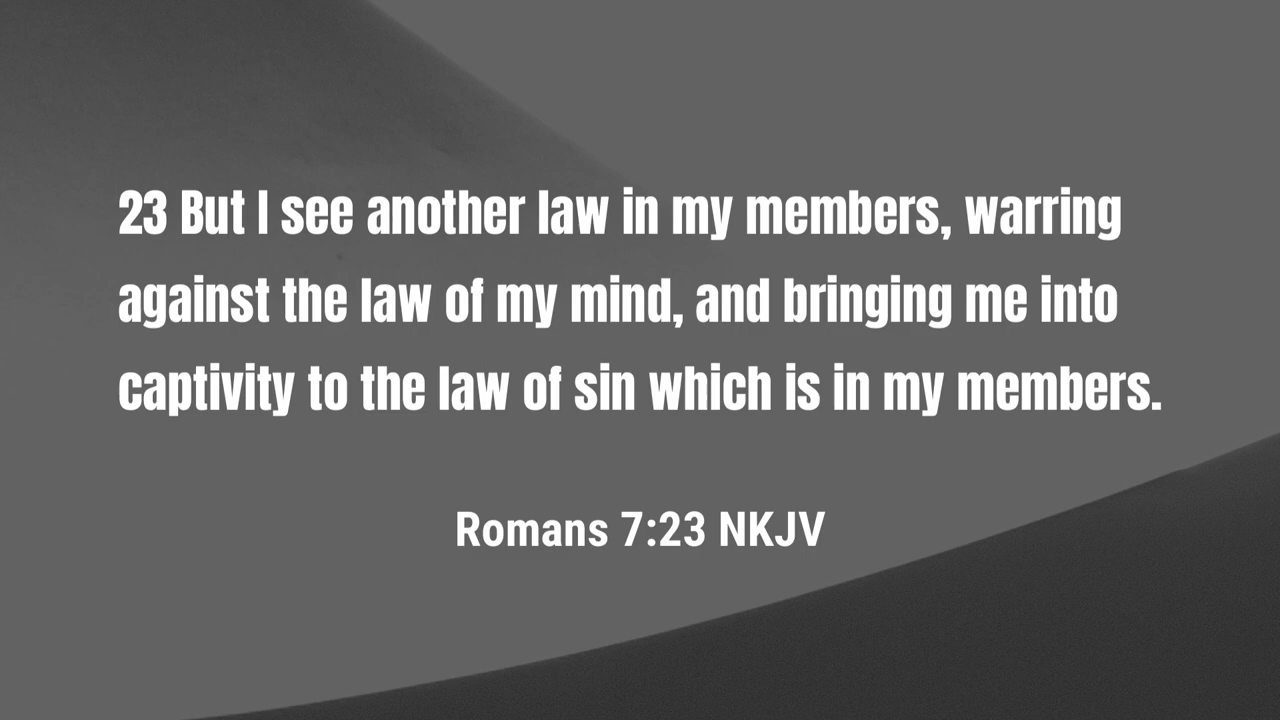 23 But I see another law in my members, warring
against the law of my mind, and bringing me into
captivity to the law of sin which is in my members.
Romans 7:23 NKJV